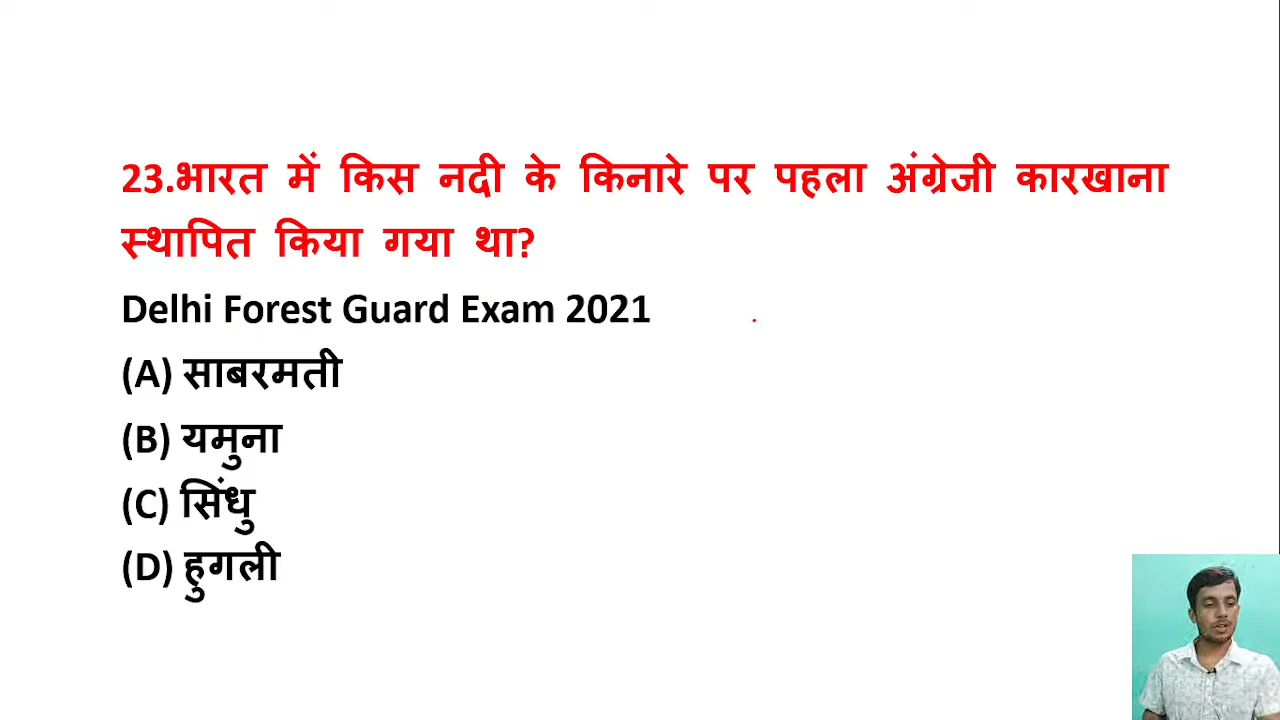 23.भारत में किस नदी के किनारे पर पहला अंग्रेजी कारखाना
स्थापित किया गया था?
Delhi Forest Guard Exam 2021
(A) साबरमती
(B) यमुना
(C) सिंधु
(D) हुगली